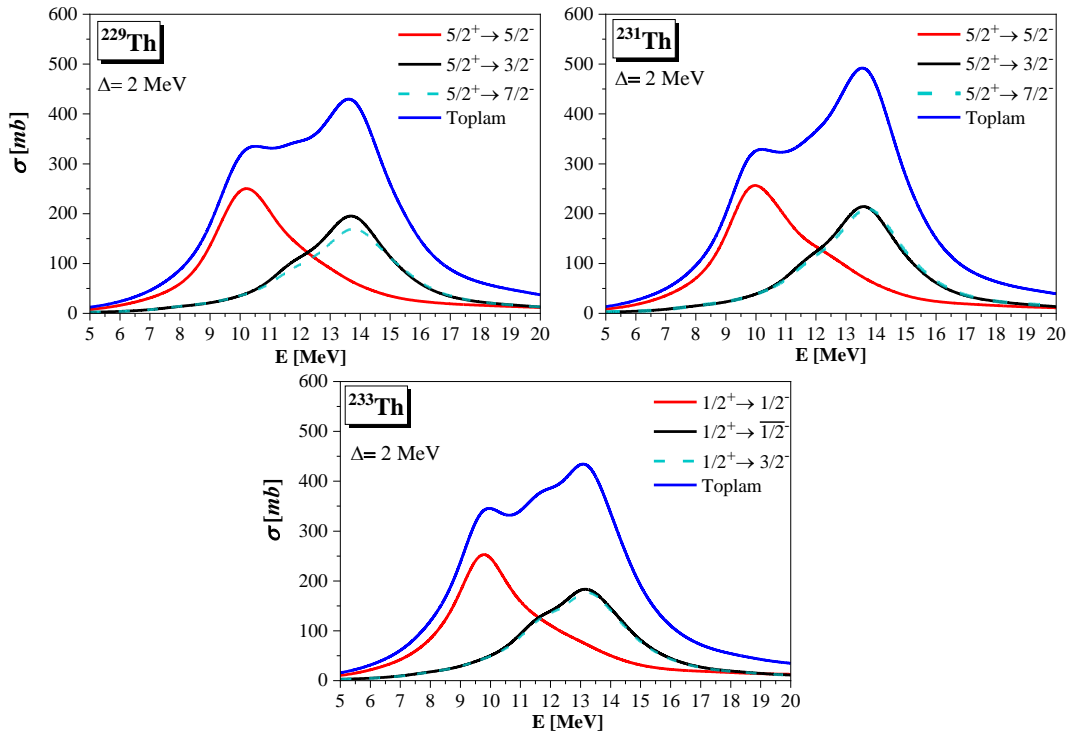 ²²⁹Th
Δ= 2 MeV
5/2⁺→ 5/2⁻
5/2⁺→ 3/2⁻
5/2⁺→ 7/2⁻
Toplam
600
500
400
300
200
100
0
σ [mb]
5 6 7 8 9 10 11 12 13 14 15 16 17 18 19 20
E [MeV]
²³¹Th
Δ= 2 MeV
5/2⁺→ 5/2⁻
5/2⁺→ 3/2⁻
5/2⁺→ 7/2⁻
Toplam
600
500
400
300
200
100
0
5 6 7 8 9 10 11 12 13 14 15 16 17 18 19 20
E [MeV]
²³³Th
Δ= 2 MeV
1/2⁺→ 1/2⁻
1/2⁺→ 1̅/̅2̅⁻
1/2⁺→ 3/2⁻
Toplam
600
500
400
300
200
100
0
σ [mb]
5 6 7 8 9 10 11 12 13 14 15 16 17 18 19 20
E [MeV]